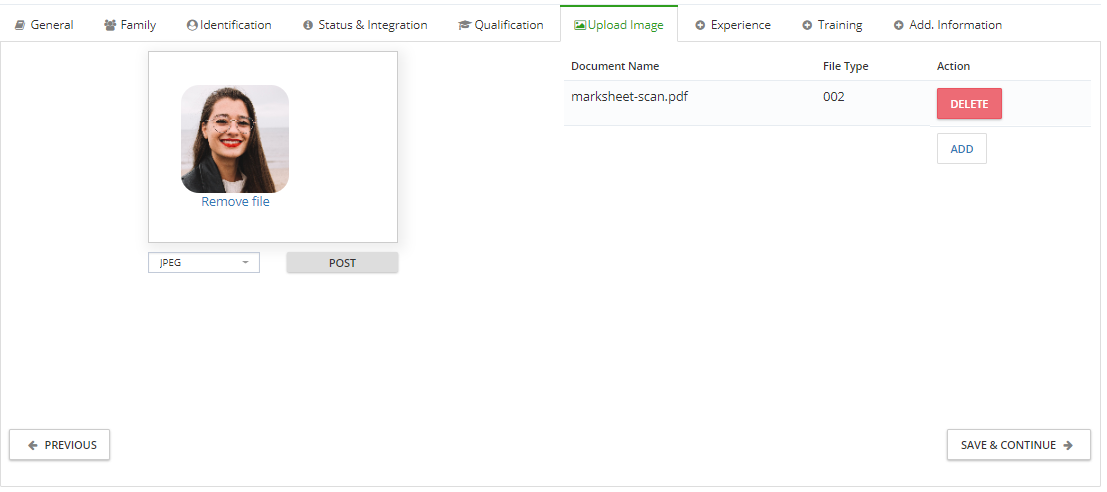 General Family Identification Status & Integration Qualification Upload Image Experience Training Add. Information
Document Name File Type Action
marksheet-scan.pdf 002 DELETE
ADD
Remove file
JPEG POST
PREVIOUS SAVE & CONTINUE